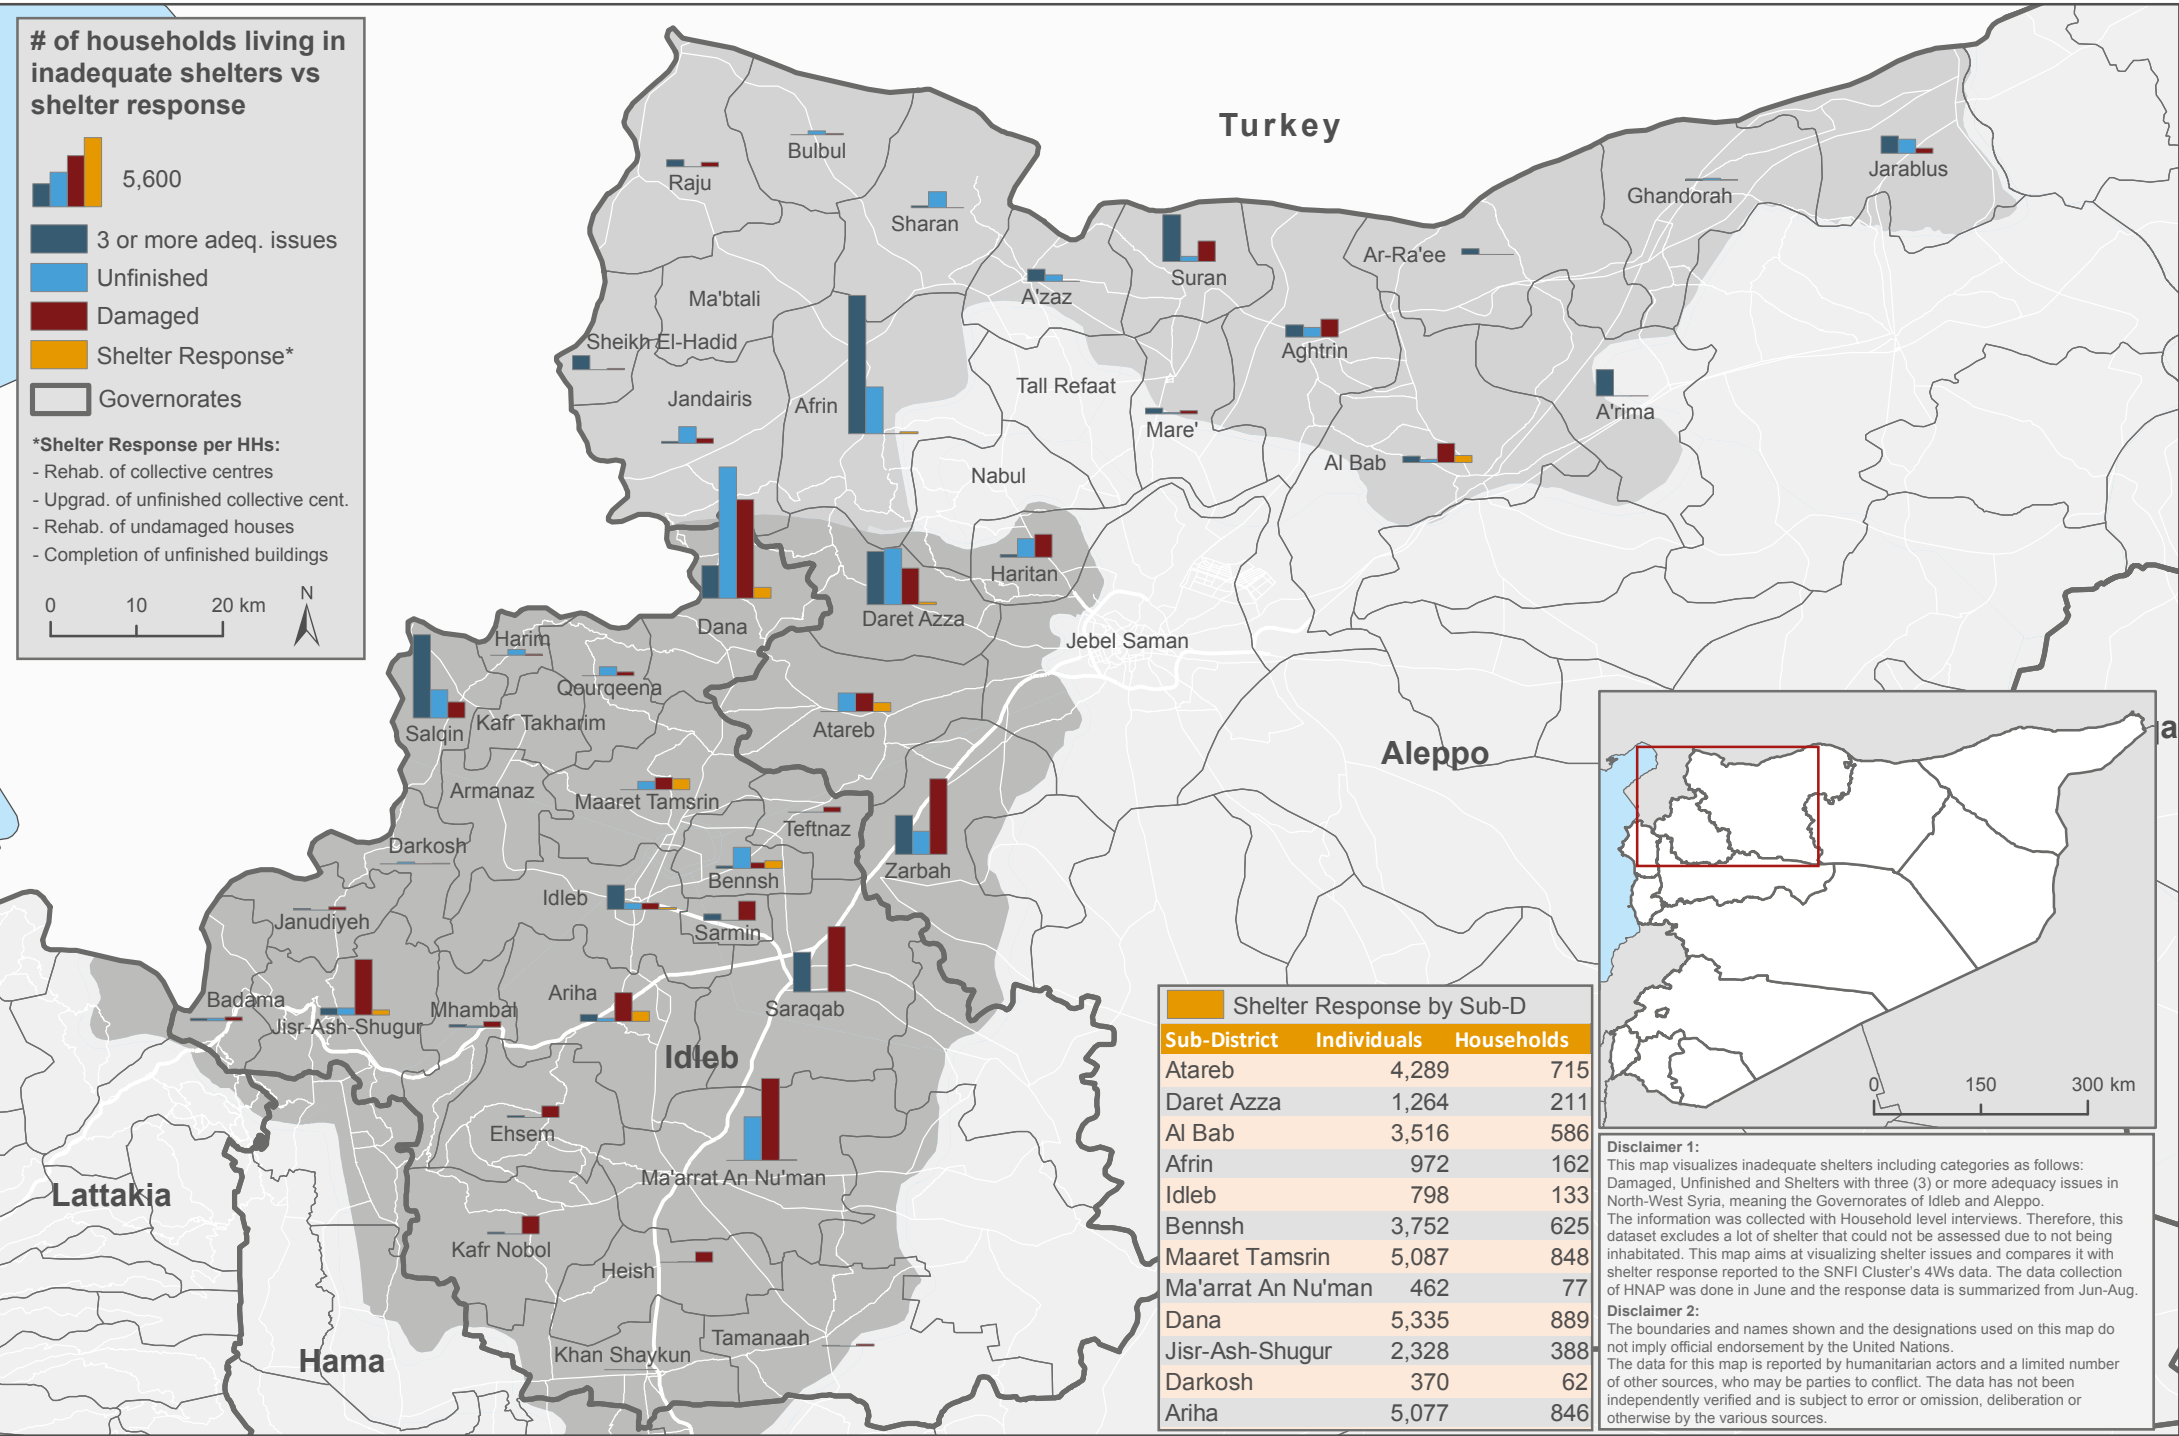 # of households living in
inadequate shelters vs
shelter response
5,600
3 or more adeq. issues
Unfinished
Damaged
Shelter Response*
Governorates
*Shelter Response per HHs:
- Rehab. of collective centres
- Upgrad. of unfinished collective cent.
- Rehab. of undamaged houses
- Completion of unfinished buildings
0 10 20 km
N
Turkey
Bulbul
Raju
Sharan
Jarablus
Ghandorah
Ar-Ra'ee
Suran
A'zaz
Ma'btali
Sheikh El-Hadid
Aghtrin
Jandairis
Afrin
Tall Refaat
A'rima
Mare'
Al Bab
Nabul
Haritan
Daret Azza
Dana
Jebel Saman
Harim
Qourqeena
Kafr Takharim
Salqin
Atareb
Aleppo
Armanaz
Maaret Tamsrin
Teftnaz
Darkosh
Bennsh
Zarbah
Idleb
Janudiyeh
Sarmin
Badama
Jisr-Ash-Shugur
Mhambal
Ariha
Saraqab
Idleb
Ehsem
Ma'arrat An Nu'man
Lattakia
Kafr Nobol
Heish
Tamanaah
Khan Shaykun
Hama
a
0 150 300 km
Shelter Response by Sub-D
Sub-District Individuals Households
Atareb 4,289 715
Daret Azza 1,264 211
Al Bab 3,516 586
Afrin 972 162
Idleb 798 133
Bennsh 3,752 625
Maaret Tamsrin 5,087 848
Ma'arrat An Nu'man 462 77
Dana 5,335 889
Jisr-Ash-Shugur 2,328 388
Darkosh 370 62
Ariha 5,077 846
Disclaimer 1:
This map visualizes inadequate shelters including categories as follows:
Damaged, Unfinished and Shelters with three (3) or more adequacy issues in
North-West Syria, meaning the Governorates of Idleb and Aleppo.
The information was collected with Household level interviews. Therefore, this
dataset excludes a lot of shelter that could not be assessed due to not being
inhabitated. This map aims at visualizing shelter issues and compares it with
shelter response reported to the SNFI Cluster's 4Ws data. The data collection
of HNAP was done in June and the response data is summarized from Jun-Aug.
Disclaimer 2:
The boundaries and names shown and the designations used on this map do
not imply official endorsement by the United Nations.
The data for this map is reported by humanitarian actors and a limited number
of other sources, who may be parties to conflict. The data has not been
independently verified and is subject to error or omission, deliberation or
otherwise by the various sources.